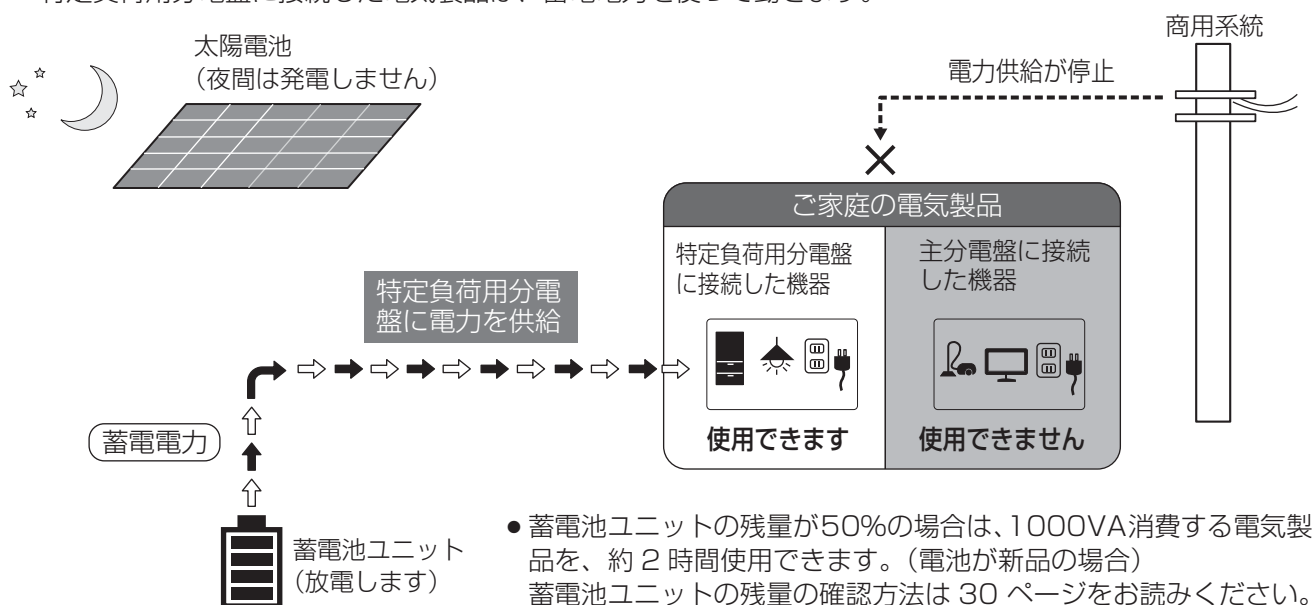 特定負荷用分電盤に接続した電気製品は、蓄電電力を使って動きます。
商用系統
太陽電池
(夜間は発電しません)
電力供給が停止
ご家庭の電気製品
特定負荷用分電盤
に接続した機器
主分電盤に接続
した機器
特定負荷用分電
盤に電力を供給
使用できます
使用できません
蓄電電力
蓄電池ユニット
(放電します)
● 蓄電池ユニットの残量が50%の場合は、1000VA消費する電気製
品を、約 2 時間使用できます。(電池が新品の場合)
蓄電池ユニットの残量の確認方法は 30 ページをお読みください。